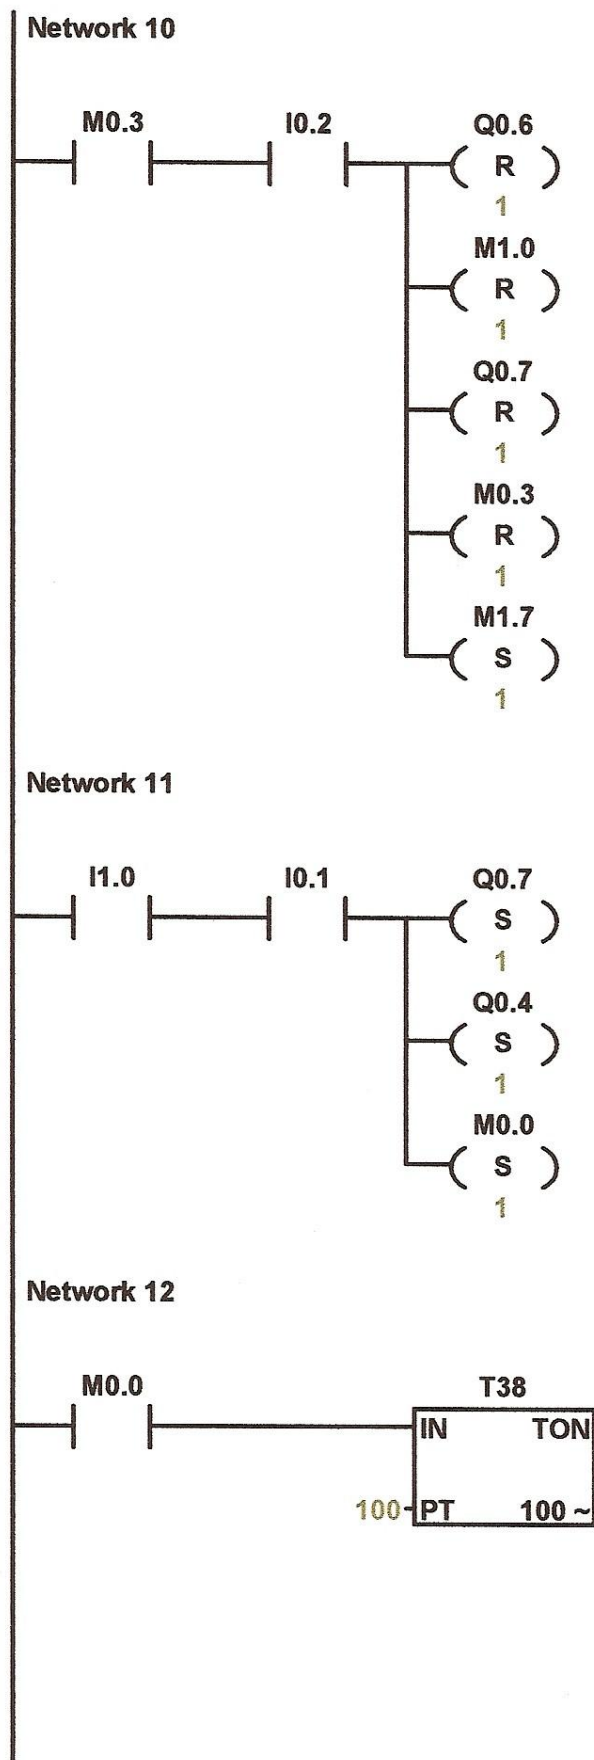 Network 10
M0.3 I0.2 Q0.6
R
1
M1.0
R
1
Q0.7
R
1
M0.3
R
1
M1.7
S
1
Network 11
I1.0 I0.1 Q0.7
S
1
Q0.4
S
1
M0.0
S
1
Network 12
M0.0 T38
IN TON
100 PT 100 ~